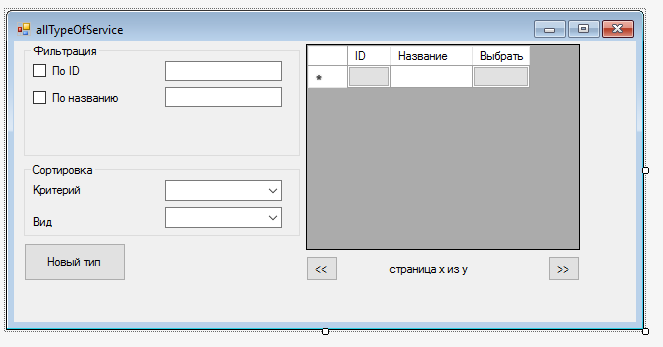 allTypeOfService
Фильтрация
По ID
По названию
Сортировка
Критерий
Вид
Новый тип
ID Название Выбрать
*
<< страница x из y >>